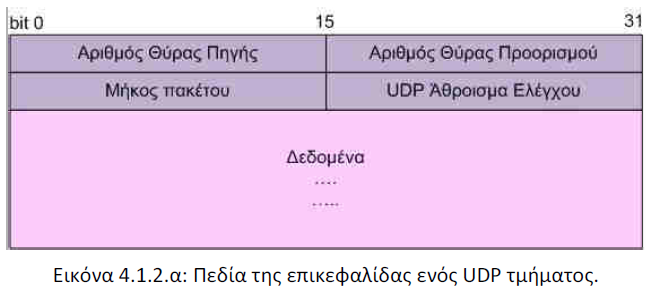 bit 0 15 31
Αριθμός Θύρας Πηγής Αριθμός Θύρας Προορισμού
Μήκος πακέτου UDP Άθροισμα Ελέγχου
Δεδομένα
....
.....
Εικόνα 4.1.2.α: Πεδία της επικεφαλίδας ενός UDP τμήματος.